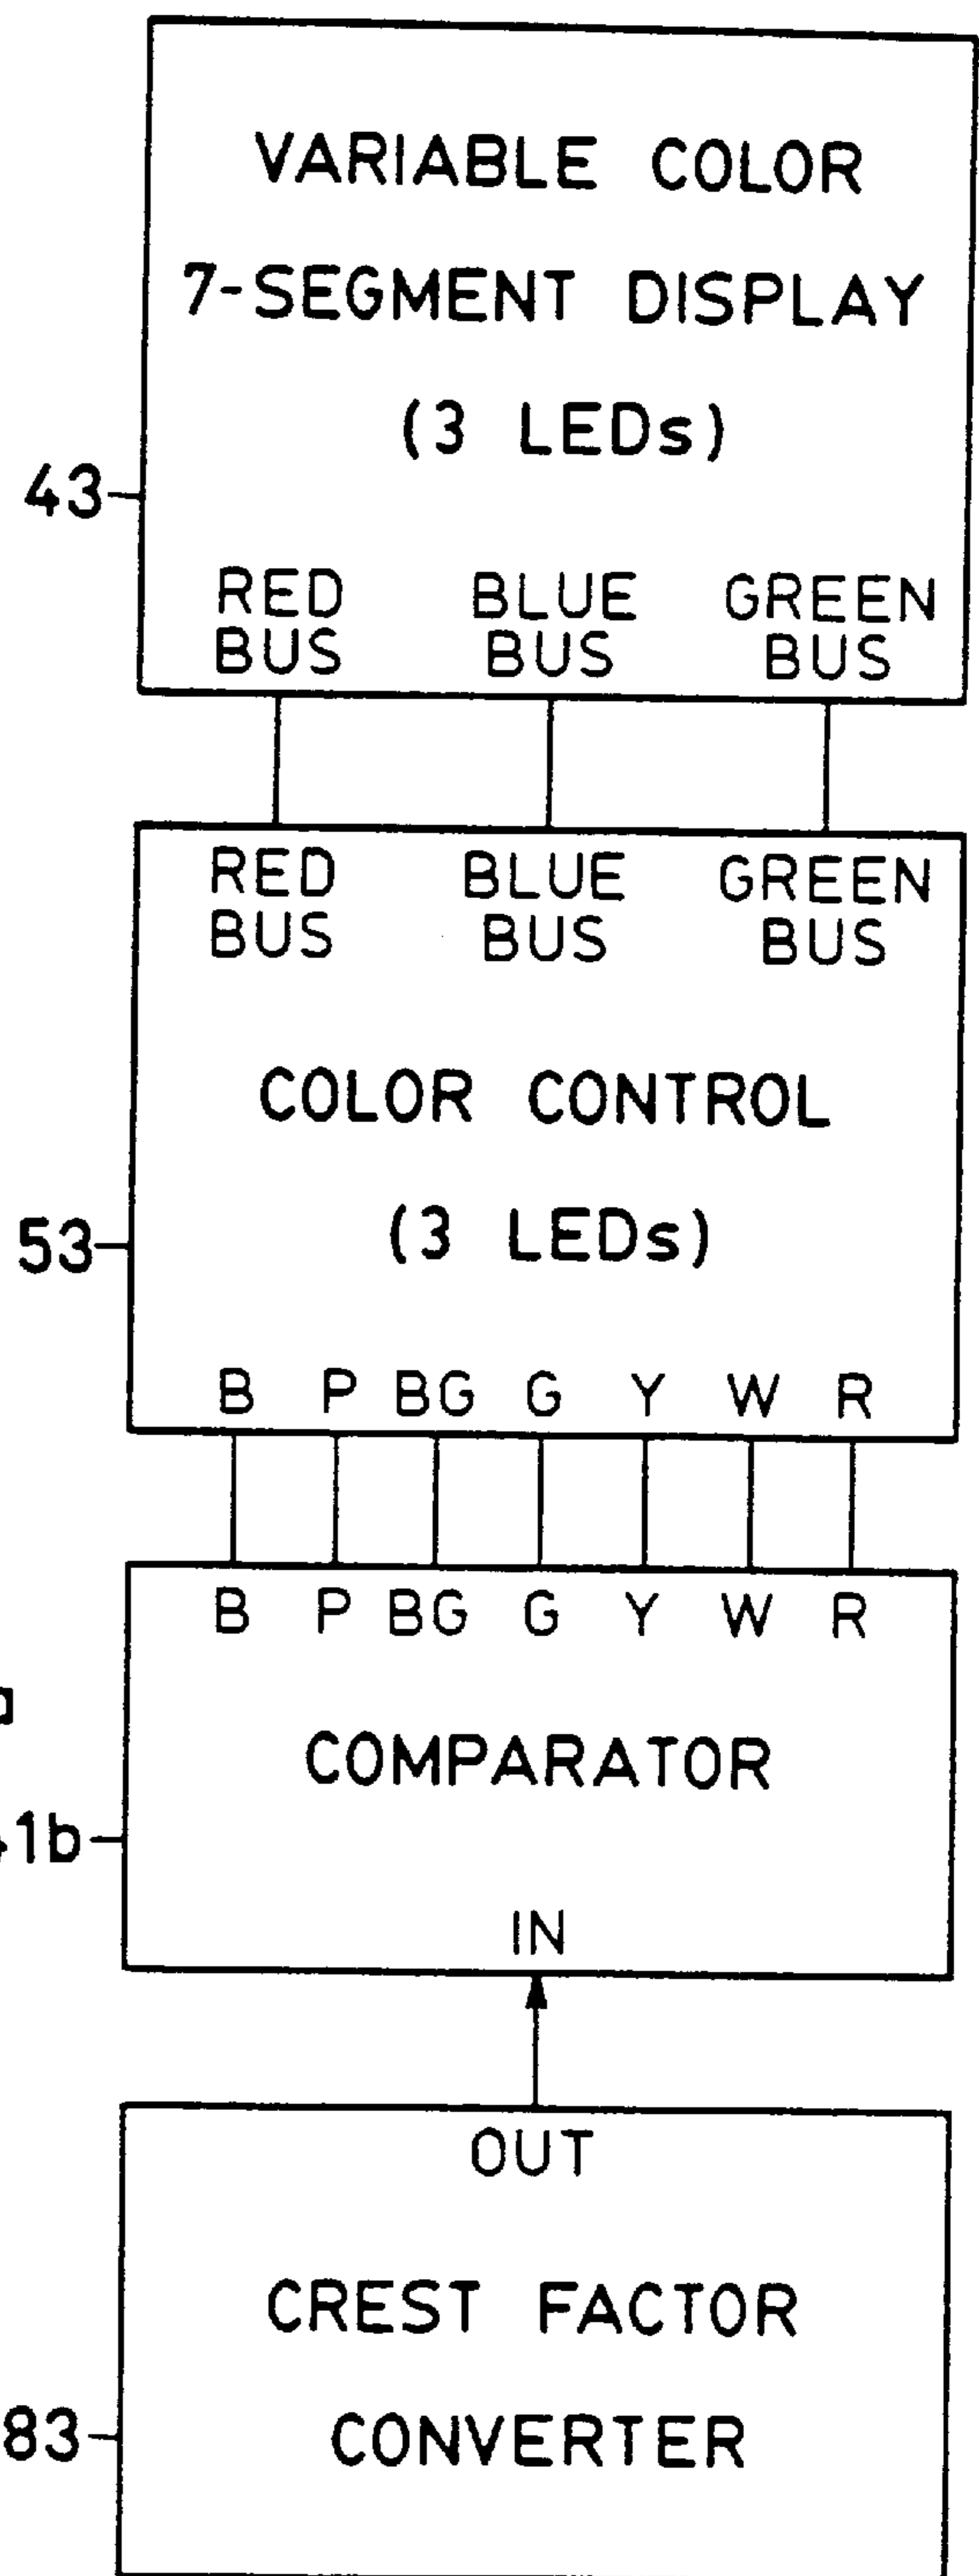 VARIABLE COLOR
7-SEGMENT DISPLAY
(3 LEDs)
43
RED BLUE GREEN
BUS BUS BUS
RED BLUE GREEN
BUS BUS BUS
COLOR CONTROL
(3 LEDs)
53
B P BG G Y W R
B P BG G Y W R
COMPARATOR
41b
IN
OUT
CREST FACTOR
CONVERTER
83